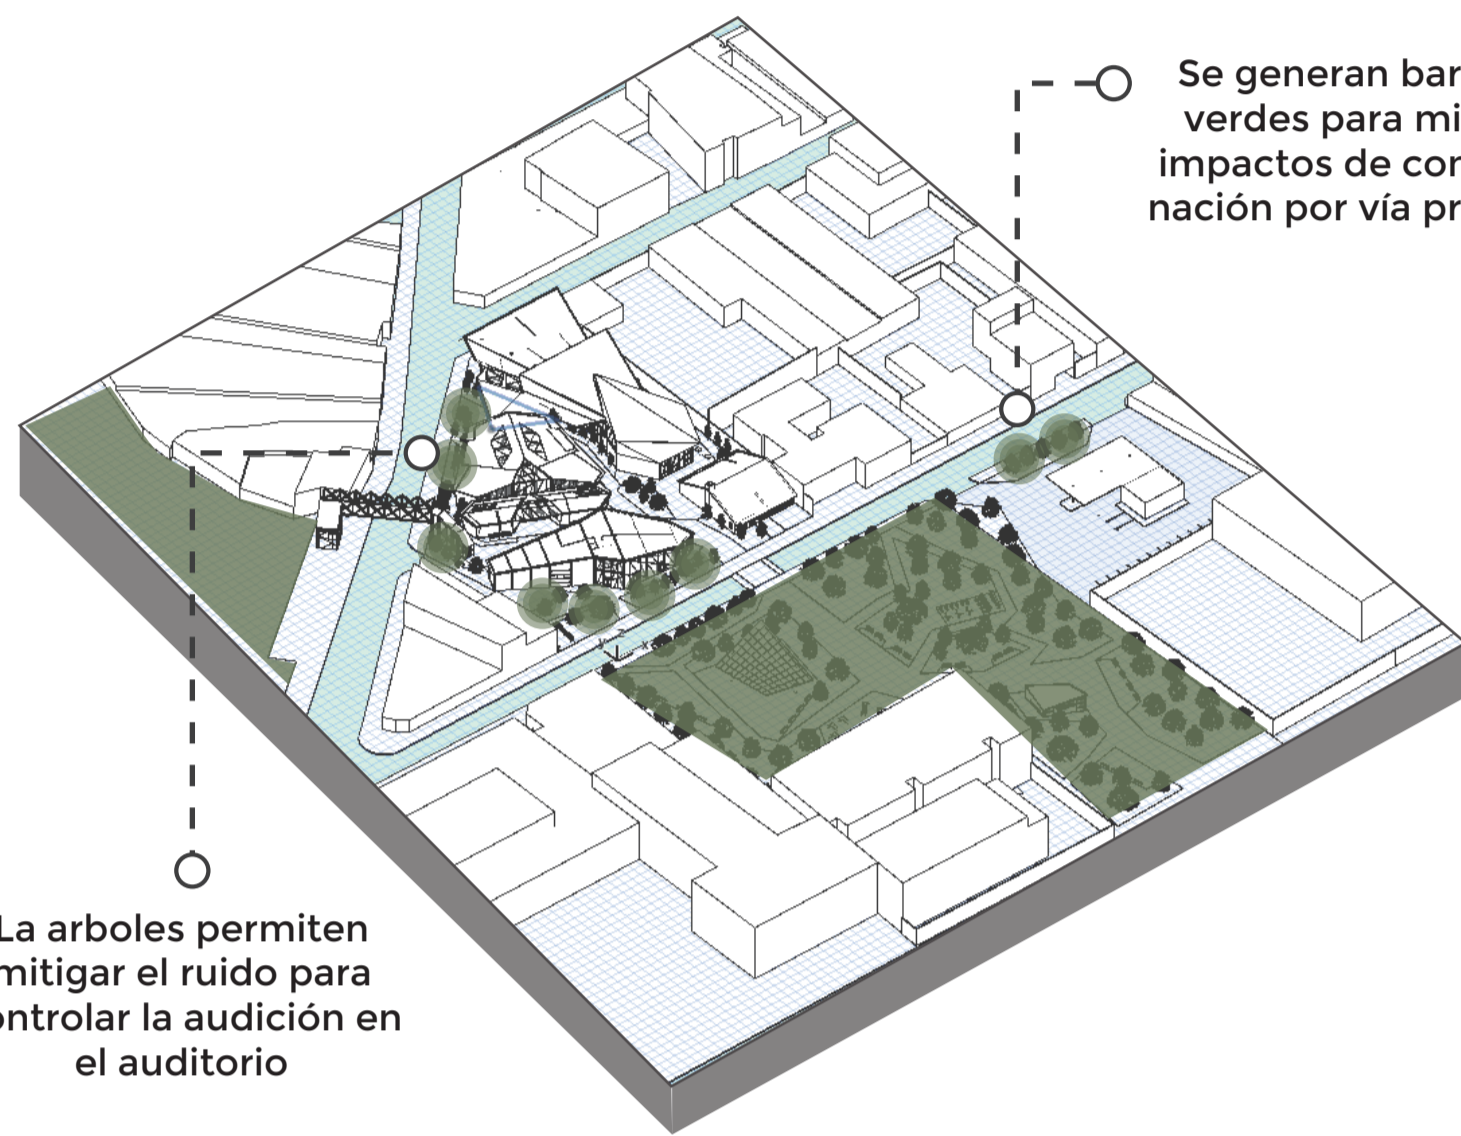 Se generan bar
verdes para mi
impactos de cor
nación por vía pr
La arboles permiten
mitigar el ruido para
ontrolar la audición en
el auditorio